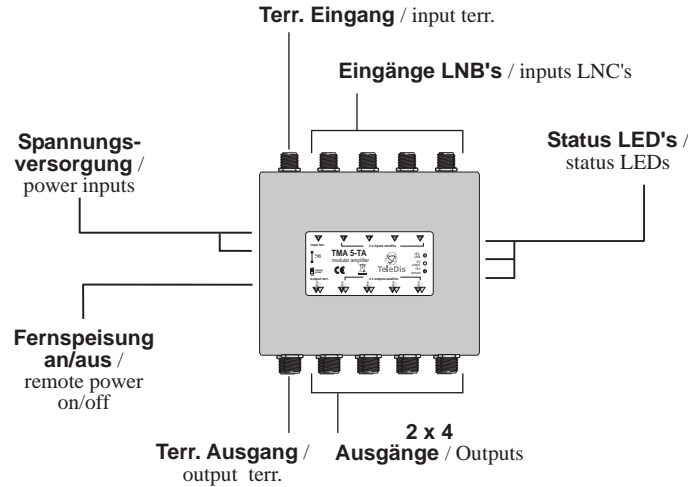 Terr. Eingang / input terr.
Eingänge LNB's / inputs LNC's
Spannungs-
versorgung /
power inputs
Status LED's /
status LEDs
TMA 5-TA
modular amplifier
TeleDis
CE
Fernspeisung
an/aus /
remote power
on/off
2 x 4
Terr. Ausgang /
output terr.
Ausgänge / Outputs